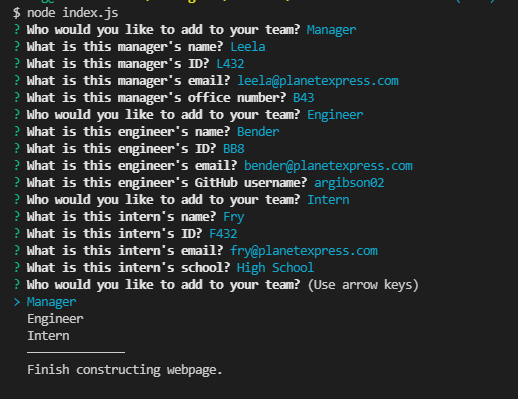 $ node index.js
? Who would you like to add to your team? Manager
? What is this manager's name? Leela
? What is this manager's ID? L432
? What is this manager's email? leela@planetexpress.com
? What is this manager's office number? B43
? Who would you like to add to your team? Engineer
? What is this engineer's name? Bender
? What is this engineer's ID? BB8
? What is this engineer's email? bender@planetexpress.com
? What is this engineer's GitHub username? argibson02
? Who would you like to add to your team? Intern
? What is this intern's name? Fry
? What is this intern's ID? F432
? What is this intern's email? fry@planetexpress.com
? What is this intern's school? High School
? Who would you like to add to your team? (Use arrow keys)
> Manager
Engineer
Intern
──────────────
Finish constructing webpage.